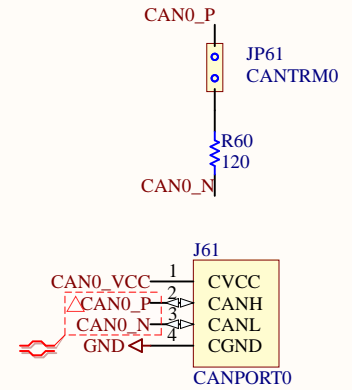 CAN0_P
JP61
CANTRM0
R60
120
CAN0_N
J61
CAN0_VCC 1 CVCC
CAN0_P 2 CANH
CAN0_N 3 CANL
GND 4 CGND
CANPORT0